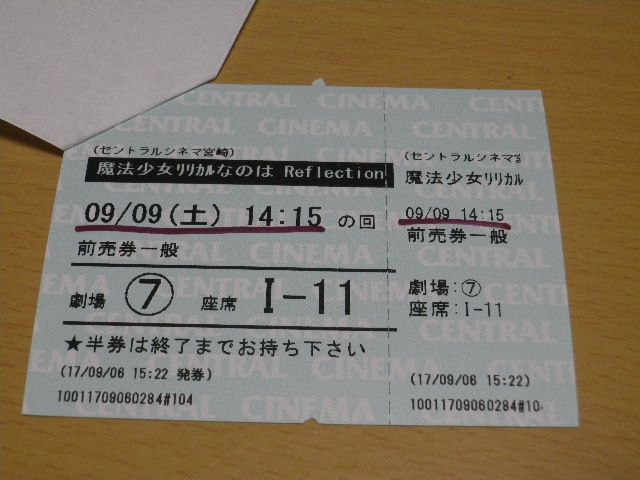 CENTRAL CINEMA CENTRAL
(セントラルシネマ宮崎)
魔法少女ﾘﾘｶﾙなのは Reflection
09/09(土) 14:15 の回
前売券一般
劇場 ⑦ 座席 I-11
★半券は終了までお持ち下さい
(17/09/06 15:22 発券)
10011709060284#104
(セントラルシネマ宮
魔法少女ﾘﾘｶﾙ
09/09 14:15
前売券一般
劇場:⑦
座席:I-11
(17/09/06 15:22)
10011709060284#10